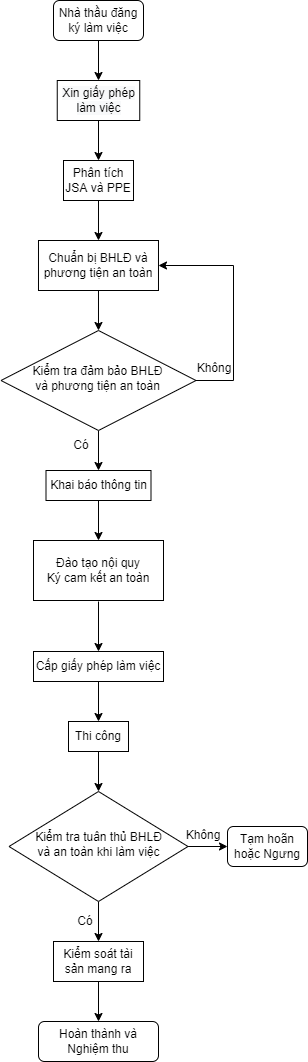 Nhà thầu đăng
ký làm việc
Xin giấy phép
làm việc
Phân tích
JSA và PPE
Chuẩn bị BHLĐ và
phương tiện an toàn
Kiểm tra đảm bảo BHLĐ
và phương tiện an toàn
Không
Có
Khai báo thông tin
Đảo tạo nội quy
Ký cam kết an toàn
Cấp giấy phép làm việc
Thi công
Kiểm tra tuân thủ BHLĐ
và an toàn khi làm việc
Không
Tạm hoãn
hoặc Ngưng
Có
Kiểm soát tài
sản mang ra
Hoàn thành và
Nghiệm thu